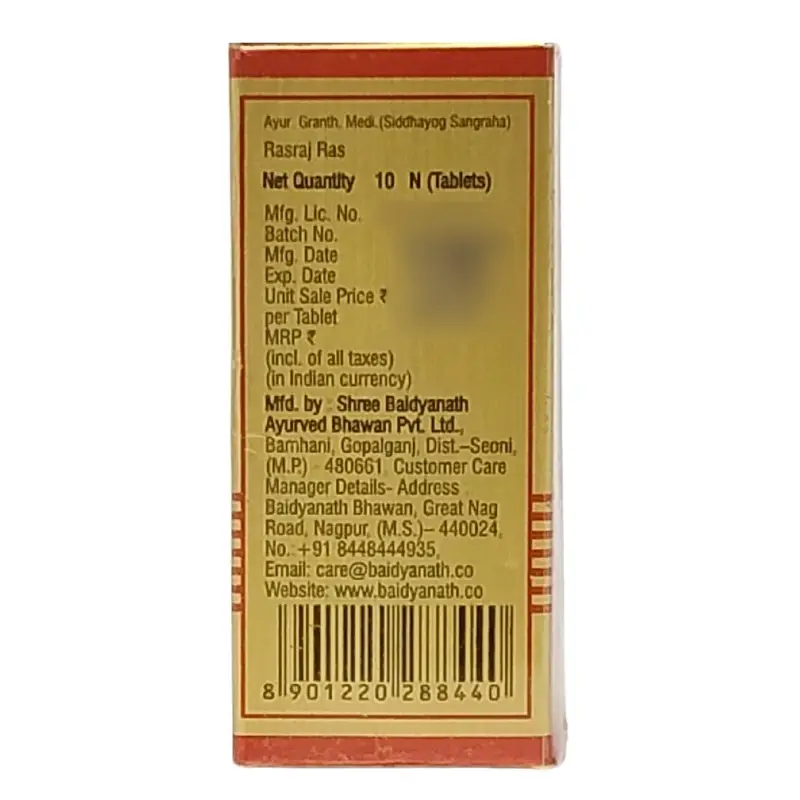 Ayur. Granth. Medi.(Siddhayog Sangraha)
Rasraj Ras
Net Quantity 10 N (Tablets)
Mfg. Lic. No.
Batch No.
Mfg. Date
Exp. Date
Unit Sale Price ₹
per Tablet
MRP ₹
(incl. of all taxes)
(in Indian currency)
Mfd. by : Shree Baidyanath
Ayurved Bhawan Pvt. Ltd.,
Bamhani, Gopalganj, Dist.–Seoni,
(M.P.) - 480661. Customer Care
Manager Details- Address :
Baidyanath Bhawan, Great Nag
Road, Nagpur, (M.S.)– 440024,
No.:+91 8448444935,
Email: care@baidyanath.co
Website: www.baidyanath.co
8 901220 288440